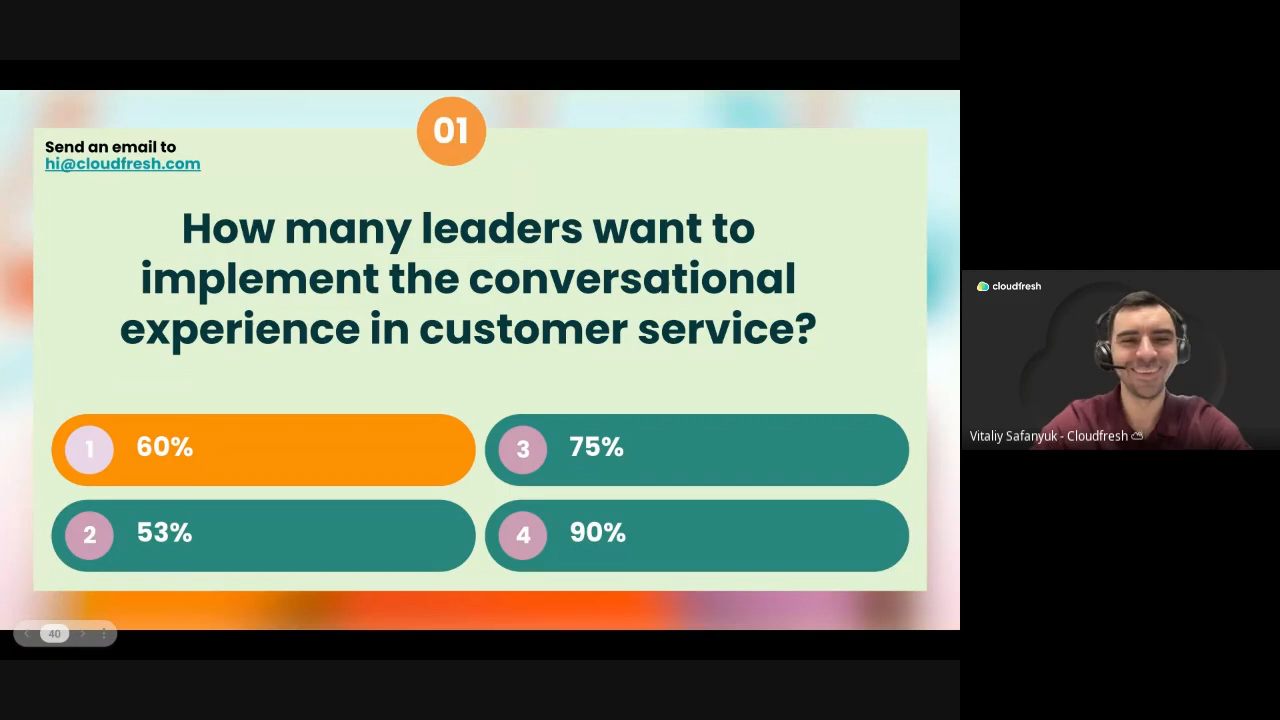 01
Send an email to
hi@cloudfresh.com
How many leaders want to
implement the conversational
experience in customer service?
1 60%
3 75%
2 53%
4 90%
40
cloudfresh
Vitaliy Safanyuk - Cloudfresh